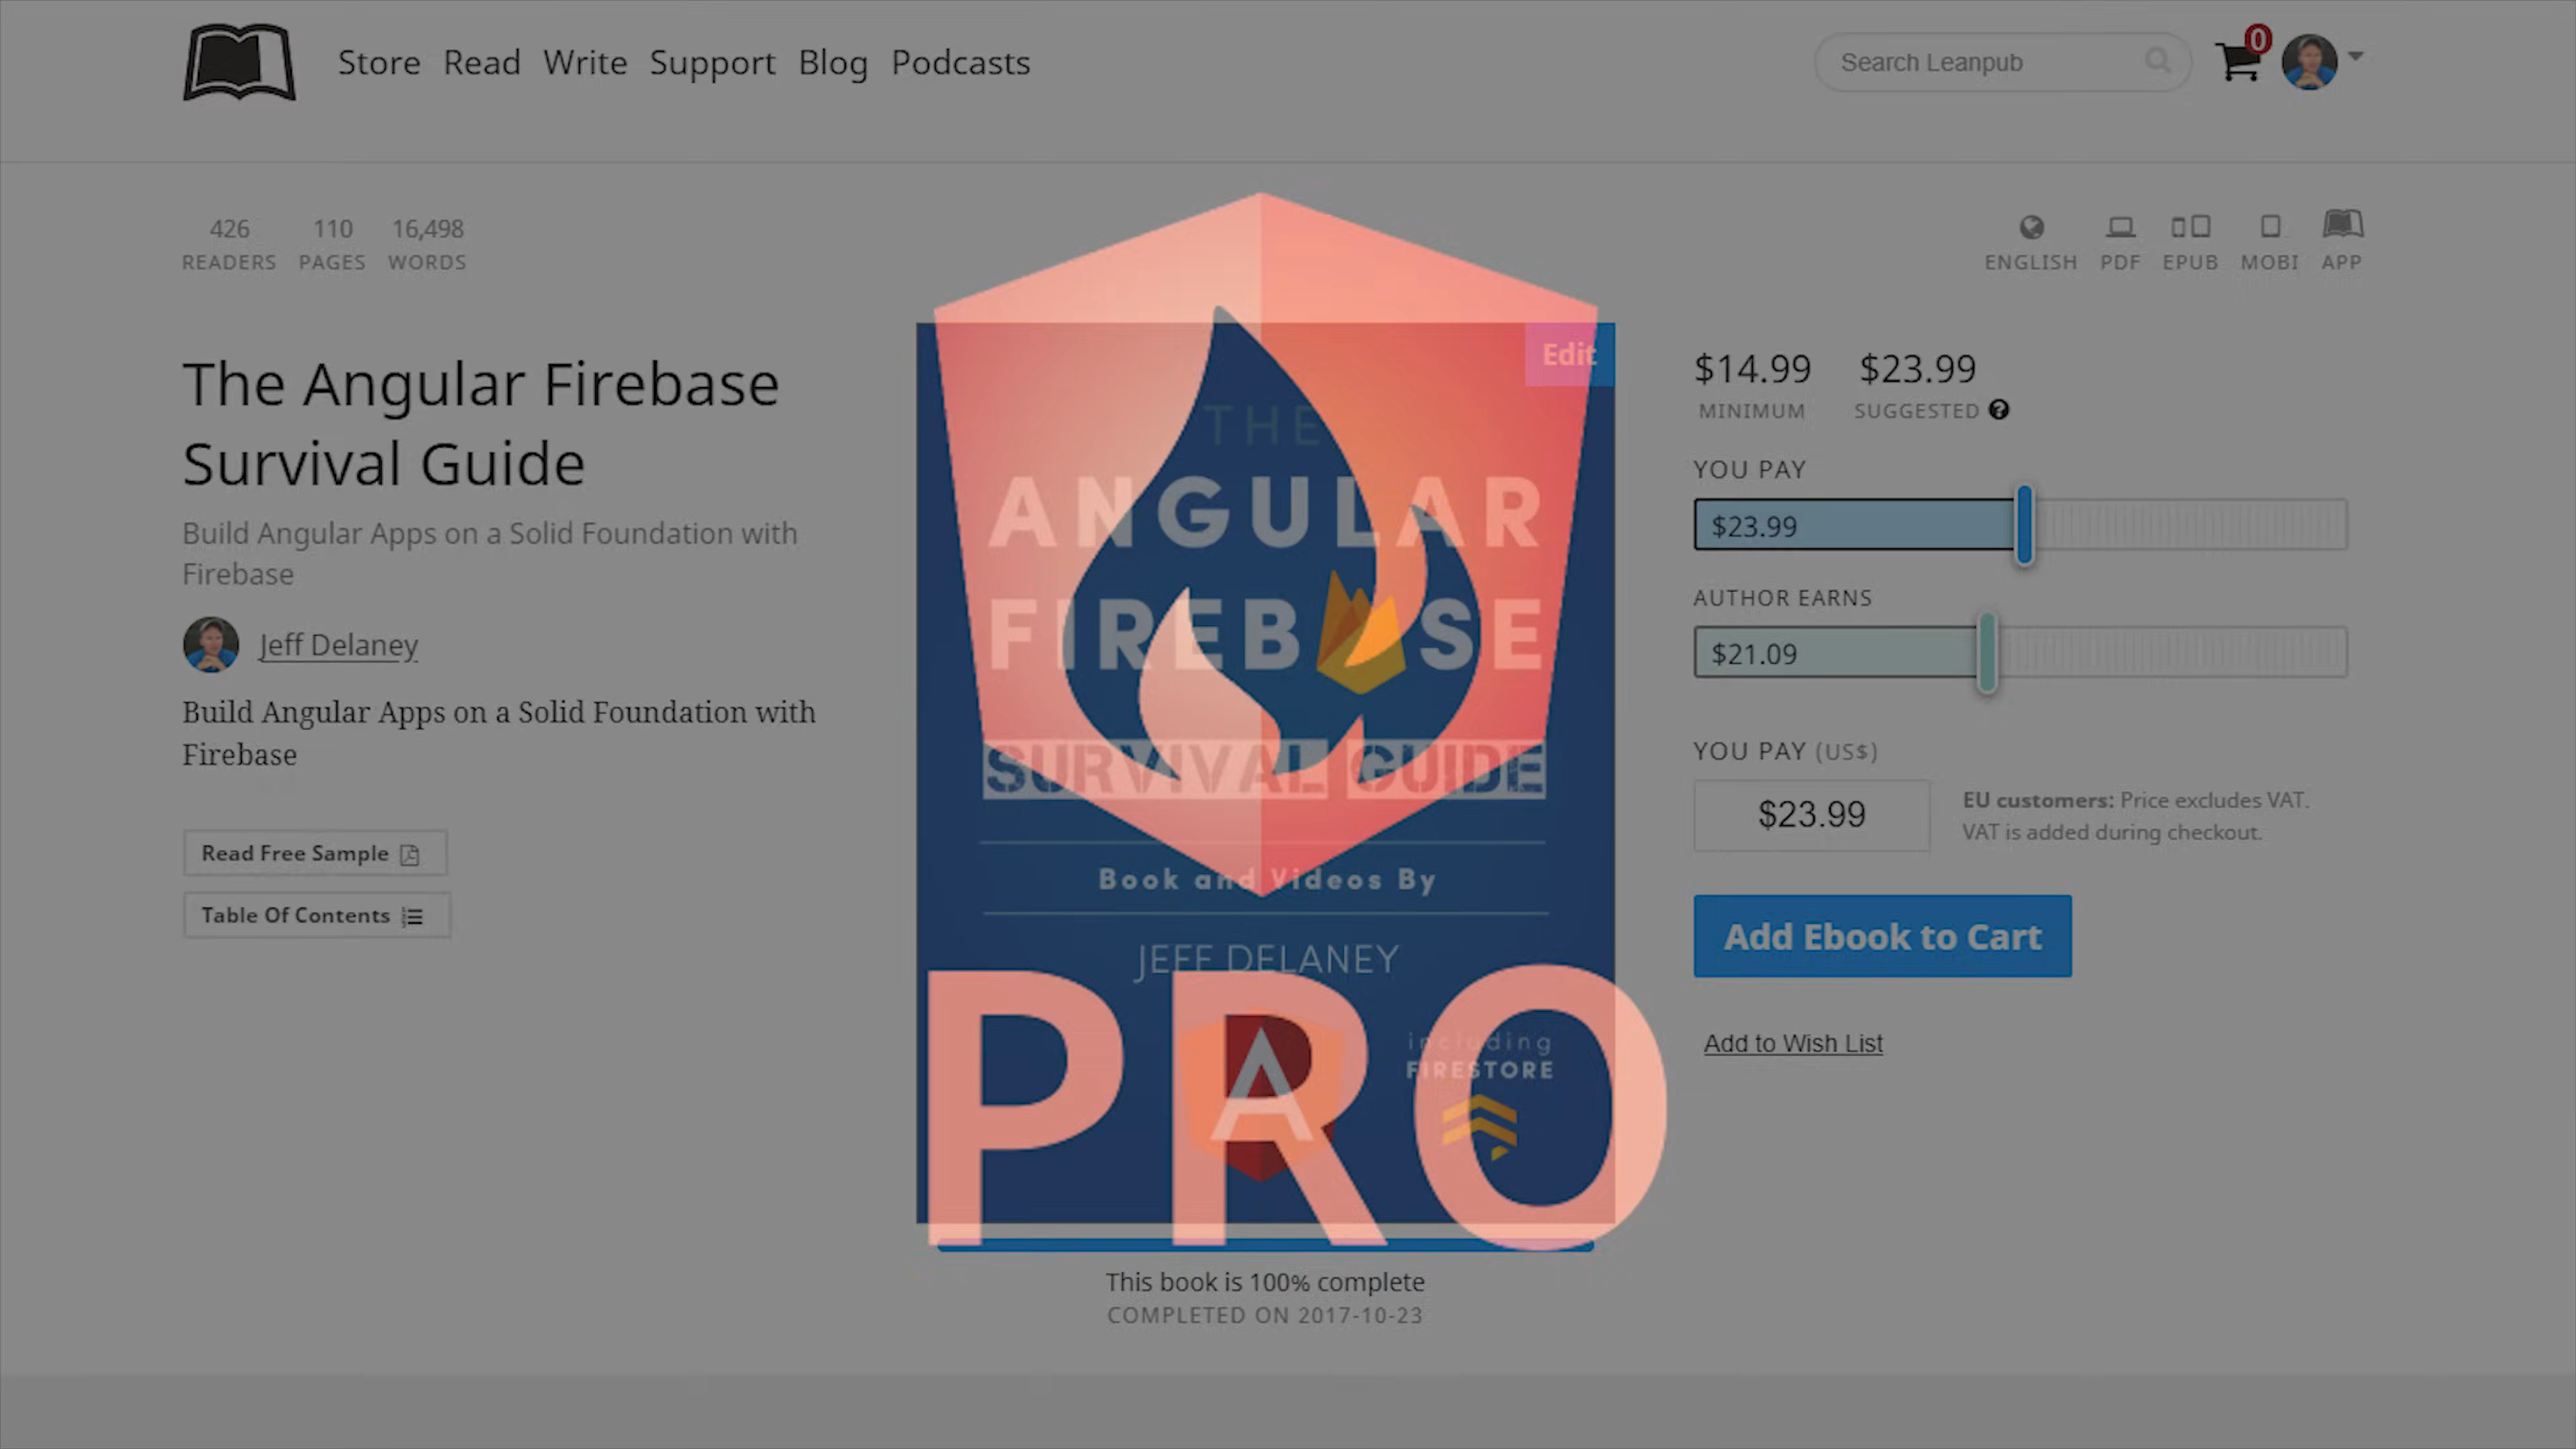 Store Read Write Support Blog Podcasts
Search Leanpub
0
426
READERS
110
PAGES
16,498
WORDS
ENGLISH
PDF
EPUB
MOBI
APP
The Angular Firebase
Survival Guide
Build Angular Apps on a Solid Foundation with
Firebase
Jeff Delaney
Build Angular Apps on a Solid Foundation with
Firebase
Read Free Sample
Table Of Contents
Edit
THE
ANGULAR
FIREBASE
SURVIVAL GUIDE
Book and Videos By
JEFF DELANEY
including
FIRESTORE
A
PRO
This book is 100% complete
COMPLETED ON 2017-10-23
$14.99
MINIMUM
$23.99
SUGGESTED ?
YOU PAY
$23.99
AUTHOR EARNS
$21.09
YOU PAY (US$)
$23.99
EU customers: Price excludes VAT.
VAT is added during checkout.
Add Ebook to Cart
Add to Wish List